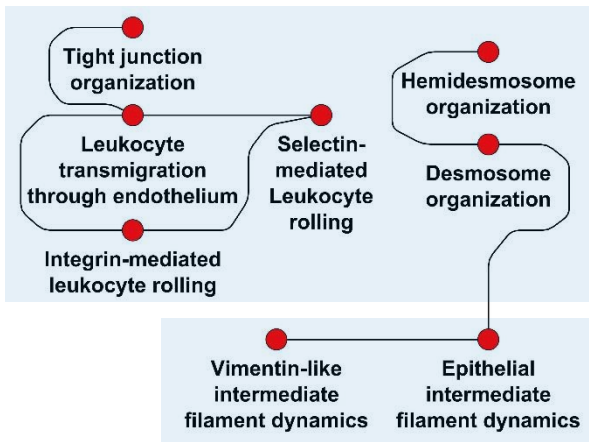 Tight junction
organization
Hemidesmosome
organization
Leukocyte
transmigration
through endothelium
Selectin-
mediated
Leukocyte
rolling
Desmosome
organization
Integrin-mediated
leukocyte rolling
Vimentin-like
intermediate
filament dynamics
Epithelial
intermediate
filament dynamics